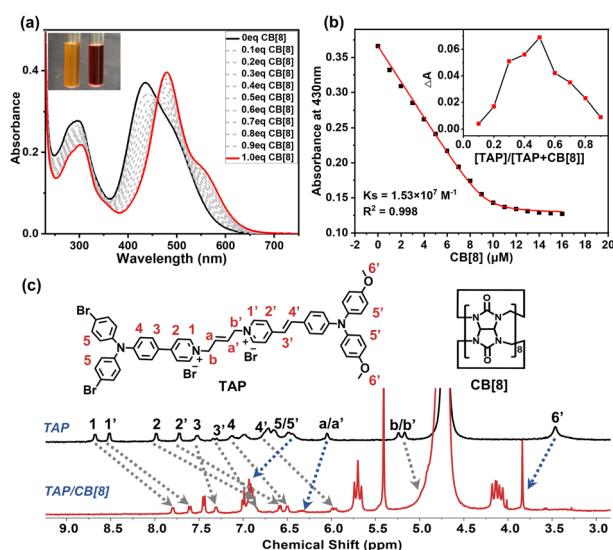 (a)
0eq CB[8]
0.1eq CB[8]
0.2eq CB[8]
0.3eq CB[8]
0.4eq CB[8]
0.5eq CB[8]
0.6eq CB[8]
0.7eq CB[8]
0.8eq CB[8]
0.9eq CB[8]
1.0eq CB[8]
Absorbance
0.4
0.2
0.0
300 400 500 600 700
Wavelength (nm)
(b)
Absorbance at 430nm
0.35
0.30
0.25
0.20
0.15
0.10
0 2 4 6 8 10 12 14 16 18
CB[8] (μM)
Ks = 1.53×10⁷ M⁻¹
R² = 0.998
△A
0.06
0.04
0.02
0.00
0.0 0.2 0.4 0.6 0.8
[TAP]/[TAP+CB[8]]
(c)
Br
Br
N
5
5
4 3 2 1
N+
Br-
b
a
a'
b'
1' 2' 4'
N+
Br-
3'
N
5'
5'
O
6'
O
6'
TAP
O
N N
N N
O
8
CB[8]
TAP
1 1' 2 2' 3 3' 4 4' 5/5' a/a' b/b' 6'
TAP/CB[8]
9.0 8.5 8.0 7.5 7.0 6.5 6.0 5.5 5.0 4.5 4.0 3.5 3.0
Chemical Shift (ppm)